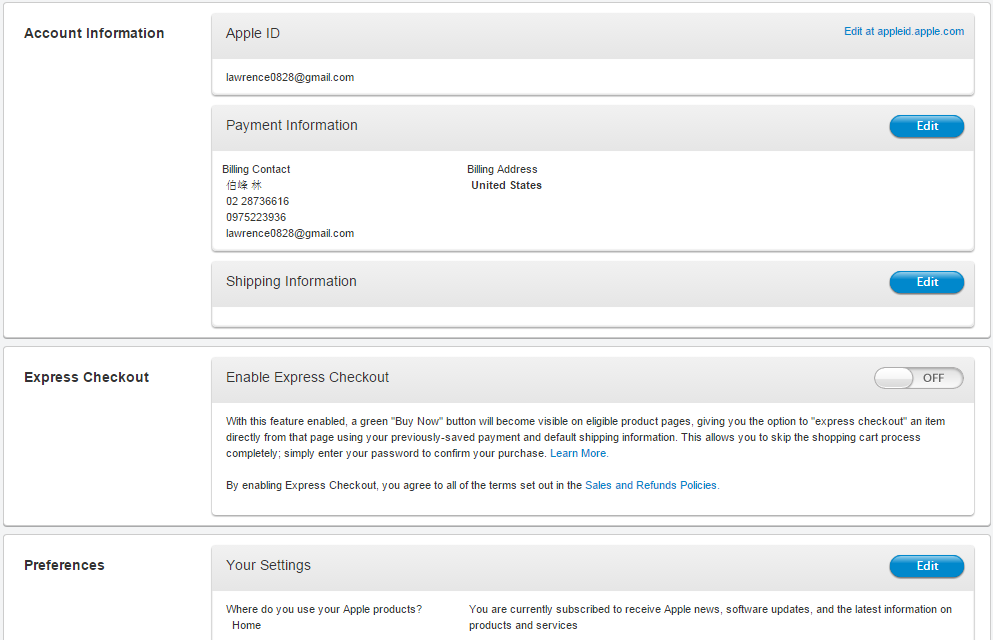 Account Information
Apple ID
Edit at appleid.apple.com
lawrence0828@gmail.com
Payment Information
Edit
Billing Contact
伯峰 林
02 28736616
0975223936
lawrence0828@gmail.com
Billing Address
United States
Shipping Information
Edit
Express Checkout
Enable Express Checkout
OFF
With this feature enabled, a green "Buy Now" button will become visible on eligible product pages, giving you the option to "express checkout" an item
directly from that page using your previously-saved payment and default shipping information. This allows you to skip the shopping cart process
completely; simply enter your password to confirm your purchase. Learn More.
By enabling Express Checkout, you agree to all of the terms set out in the Sales and Refunds Policies.
Preferences
Your Settings
Edit
Where do you use your Apple products?
Home
You are currently subscribed to receive Apple news, software updates, and the latest information on
products and services